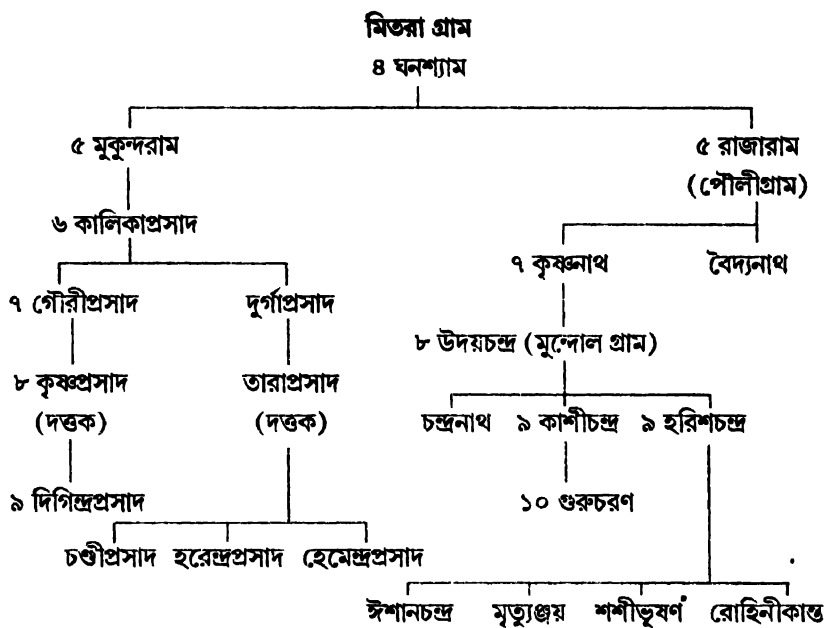 মিতরা গ্রাম
৪ ঘনশ্যাম
৫ মুকুন্দরাম ৫ রাজারাম
(পৌলীগ্রাম)
৬ কালিকাপ্রসাদ
৭ কৃষ্ণনাথ বৈদ্যনাথ
৭ গৌরীপ্রসাদ দুর্গাপ্রসাদ
৮ উদয়চন্দ্র (মুন্দোল গ্রাম)
৮ কৃষ্ণপ্রসাদ তারাপ্রসাদ
(দত্তক) (দত্তক)
চন্দ্রনাথ ৯ কাশীচন্দ্র ৯ হরিশচন্দ্র
৯ দিগিন্দ্রপ্রসাদ ১০ গুরুচরণ
চণ্ডীপ্রসাদ হরেন্দ্রপ্রসাদ হেমেন্দ্রপ্রসাদ
ঈশানচন্দ্র মৃত্যুঞ্জয় শশীভূষণ রোহিনীকান্ত